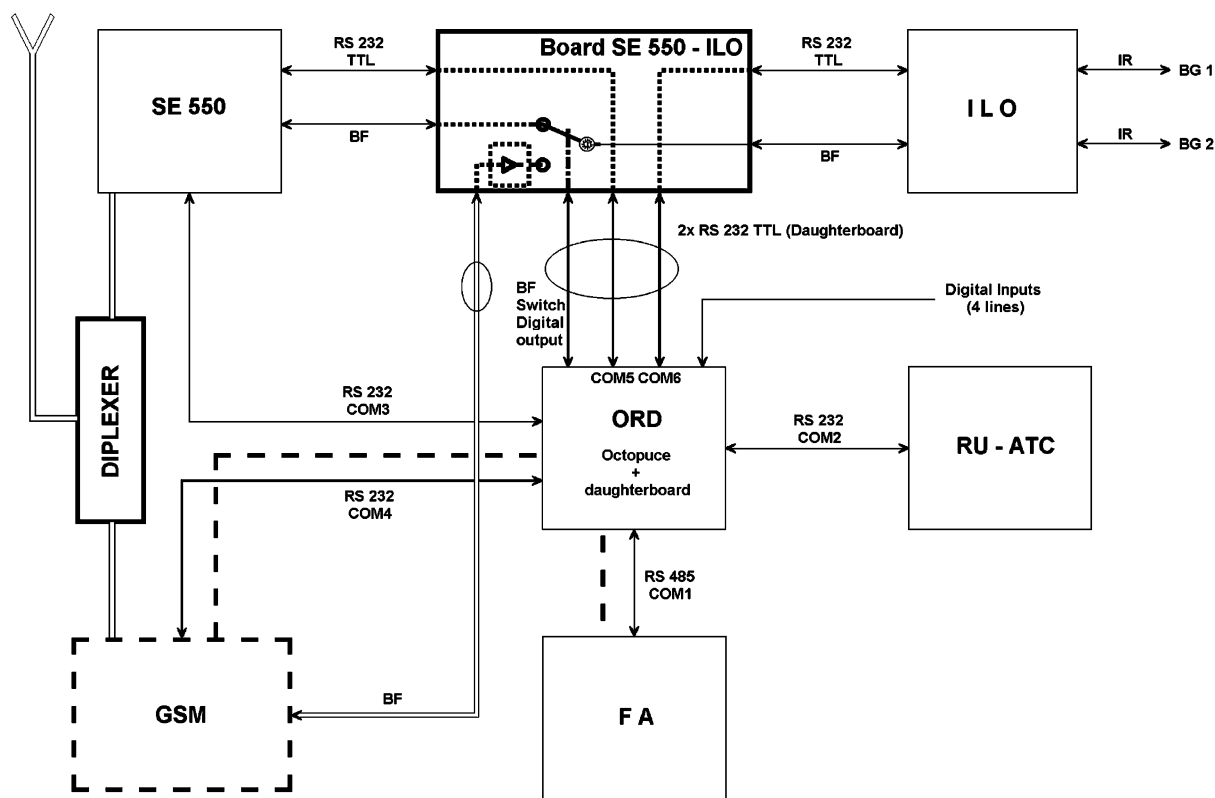 RS 232
TTL
Board SE 550 - ILO
RS 232
TTL
SE 550
BF
I L O
IR
BG 1
IR
BG 2
BF
2x RS 232 TTL (Daughterboard)
BF
Switch
Digital
output
Digital Inputs
(4 lines)
DIPLEXER
COM5 COM6
RS 232
COM3
ORD
Octopuce
+
daughterboard
RS 232
COM2
RU - ATC
RS 232
COM4
RS 485
COM1
GSM
BF
F A